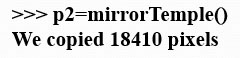 >>> p2=mirrorTemple()
We copied 18410 pixels